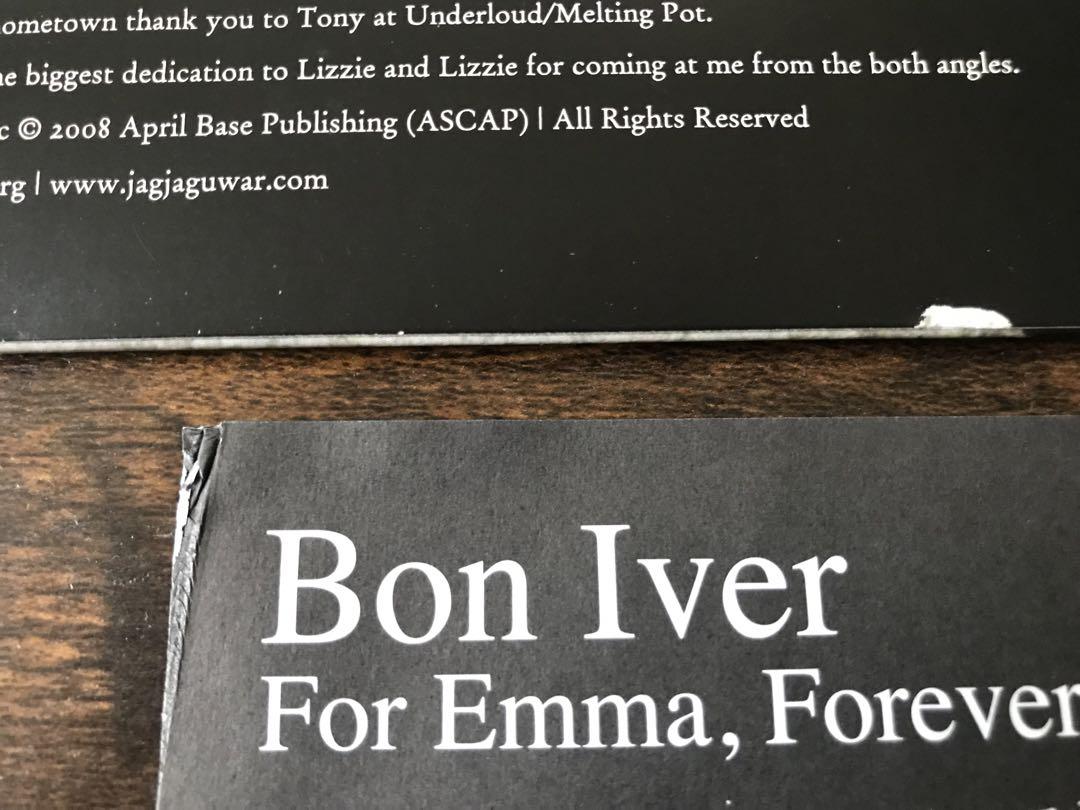 ometown thank you to Tony at Underloud/Melting Pot.
e biggest dedication to Lizzie and Lizzie for coming at me from the both angles.
c © 2008 April Base Publishing (ASCAP) | All Rights Reserved
rg | www.jagjaguwar.com
Bon Iver
For Emma, Forever